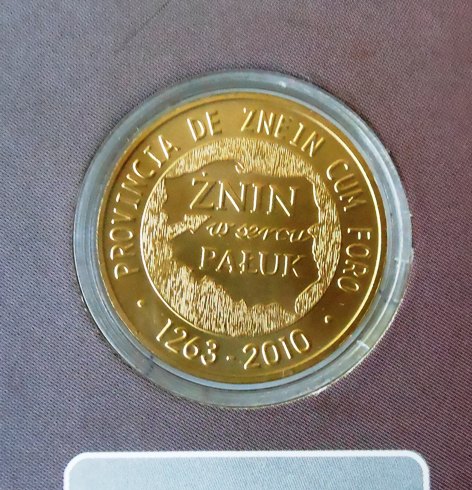 PROVINCIA DE ZNEIN CUM FORO
ŻNIN
w sercu
PAŁUK
· 1263 - 2010 ·